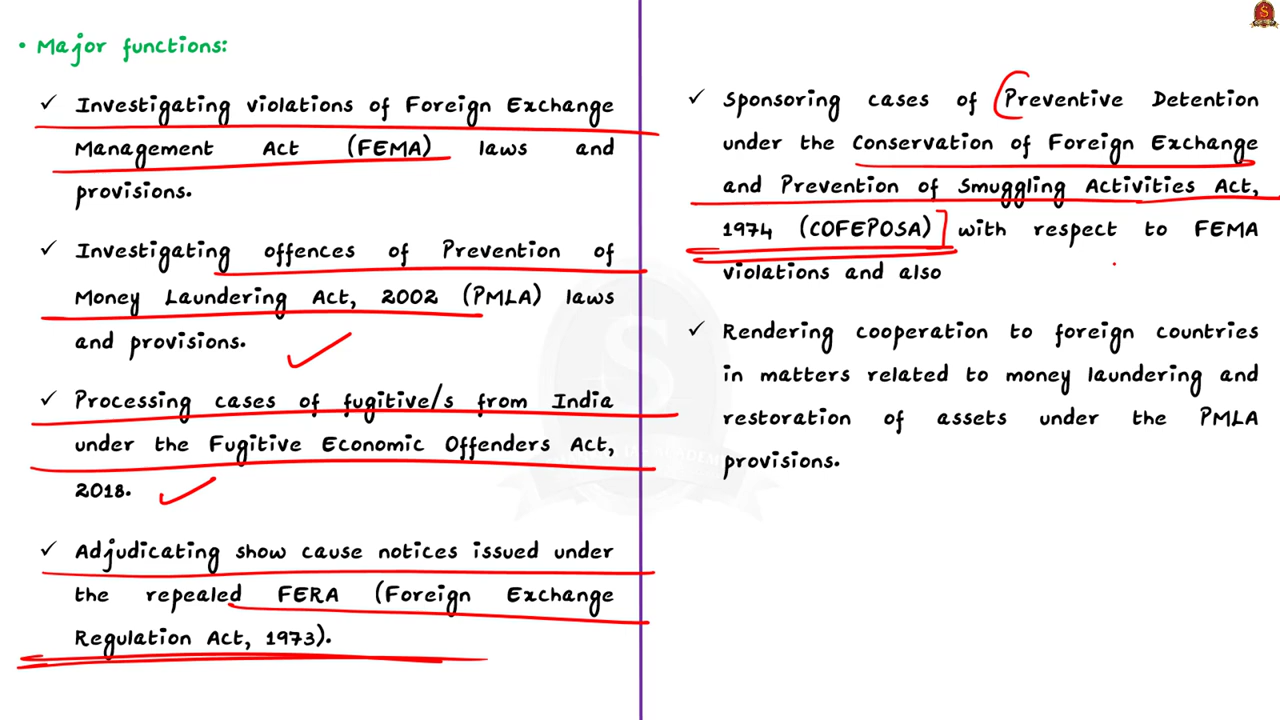 • Major functions:
✓ Investigating violations of Foreign Exchange
Management Act (FEMA) laws and
provisions.
✓ Investigating offences of Prevention of
Money Laundering Act, 2002 (PMLA) laws
and provisions.
✓ Processing cases of fugitive/s from India
under the Fugitive Economic Offenders Act,
2018.
✓ Adjudicating show cause notices issued under
the repealed FERA (Foreign Exchange
Regulation Act, 1973).
✓ Sponsoring cases of Preventive Detention
under the Conservation of Foreign Exchange
and Prevention of Smuggling Activities Act,
1974 (COFEPOSA) with respect to FEMA
violations and also
✓ Rendering cooperation to foreign countries
in matters related to money laundering and
restoration of assets under the PMLA
provisions.